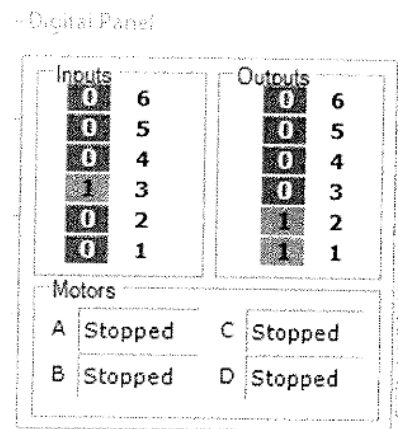 Digital Panel
Inputs
0 6
0 5
0 4
1 3
0 2
0 1
Outputs
0 6
0 5
0 4
0 3
1 2
1 1
Motors
A Stopped C Stopped
B Stopped D Stopped